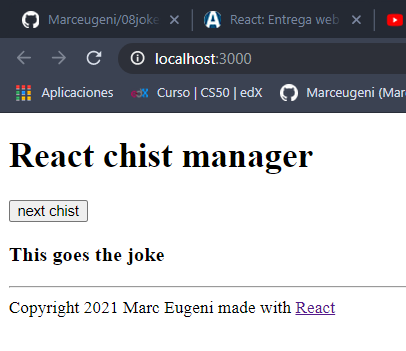 Marceugeni/08joke
React: Entrega web
localhost:3000
Aplicaciones
Curso | CS50 | edX
Marceugeni (Mar
React chist manager
next chist
This goes the joke
Copyright 2021 Marc Eugeni made with React